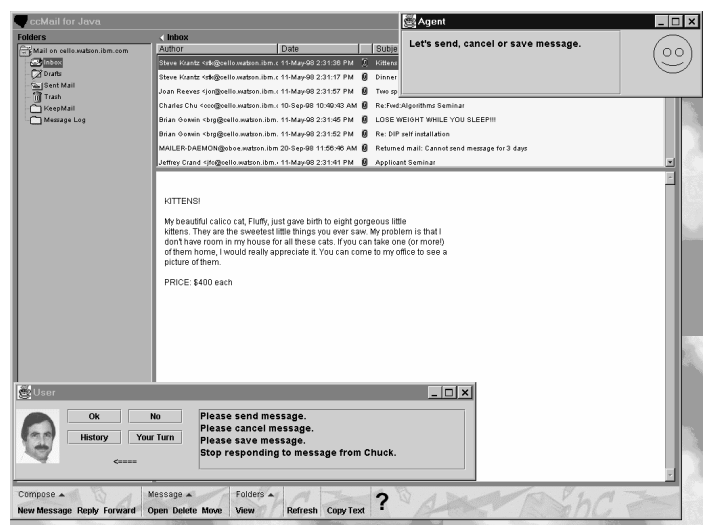 ccMail for Java
Agent
Let's send, cancel or save message.
Folders
Mail on cello.watson.ibm.com
Inbox
Drafts
Sent Mail
Trash
KeepMail
Message Log
Inbox
Author Date Subje
Steve Krantz <stk@cello.watson.ibm.c 11-May-98 2:31:36 PM Kittens
Steve Krantz <stk@cello.watson.ibm.c 11-May-98 2:31:17 PM Dinner
Joan Reeves <jon@cello.watson.ibm.c 11-May-98 2:31:57 PM Two sp
Charles Chu <ccc@cello.watson.ibm.c 10-Sep-98 10:49:43 AM Re:Fwd:Algorithms Seminar
Brian Gorwin <brg@cello.watson.ibm.c 11-May-98 2:31:45 PM LOSE WEIGHT WHILE YOU SLEEP!!!
Brian Gorwin <brg@cello.watson.ibm.c 11-May-98 2:31:52 PM Re: DIP self installation
MAILER-DAEMON@oboe.watson.ibm 20-Sep-98 11:56:46 AM Returned mail: Cannot send message for 3 days
Jeffrey Crand <jfc@cello.watson.ibm. 11-May-98 2:31:41 PM Applicant Seminar
KITTENS!
My beautiful calico cat, Fluffy, just gave birth to eight gorgeous little
kittens. They are the sweetest little things you ever saw. My problem is that I
don't have room in my house for all these cats. If you can take one (or more!)
of them home, I would really appreciate it. You can come to my office to see a
picture of them.
PRICE: $400 each
User
Ok No
History Your Turn
<====
Please send message.
Please cancel message.
Please save message.
Stop responding to message from Chuck.
Compose Message Folders
New Message Reply Forward Open Delete Move View Refresh Copy Text ?